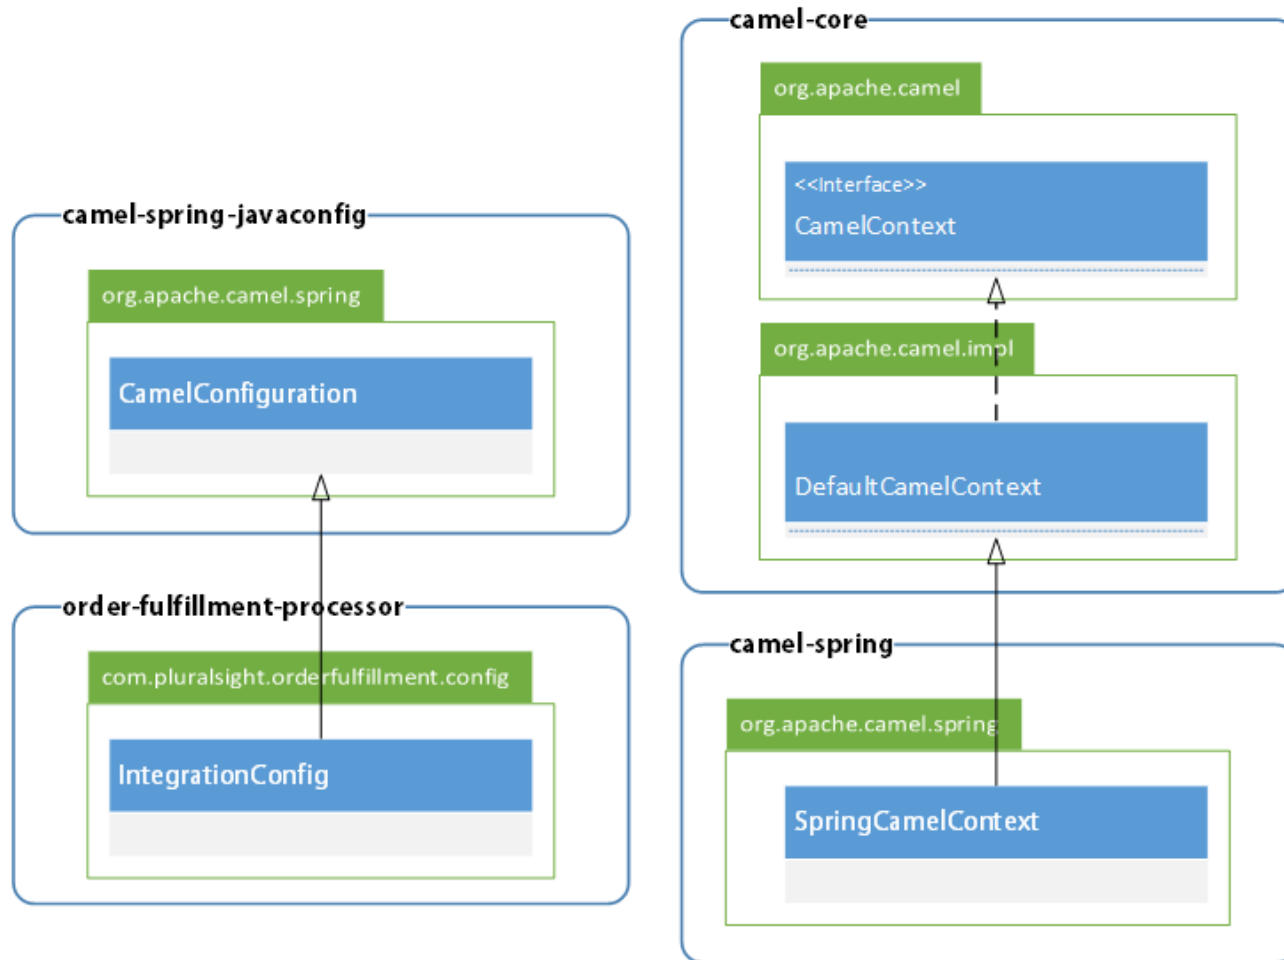 camel-spring-javaconfig
org.apache.camel.spring
CamelConfiguration
order-fulfillment-processor
com.pluralsight.orderfulfillment.config
IntegrationConfig
camel-core
org.apache.camel
<<Interface>>
CamelContext
org.apache.camel.impl
DefaultCamelContext
camel-spring
org.apache.camel.spring
SpringCamelContext